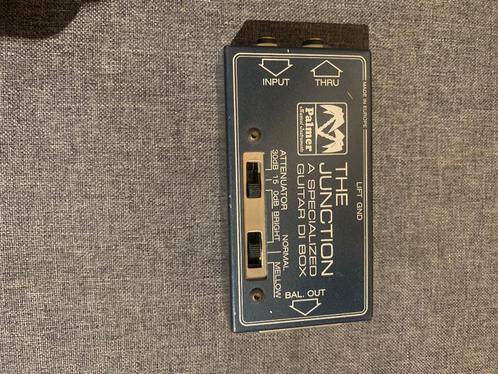 INPUT
THRU
MADE IN EUROPE
Palmer
THE
JUNCTION
A SPECIALIZED
GUITAR DI BOX
LIFT GND
ATTENUATOR
30dB 15 0dB
BRIGHT
NORMAL
MELLOW
BAL. OUT